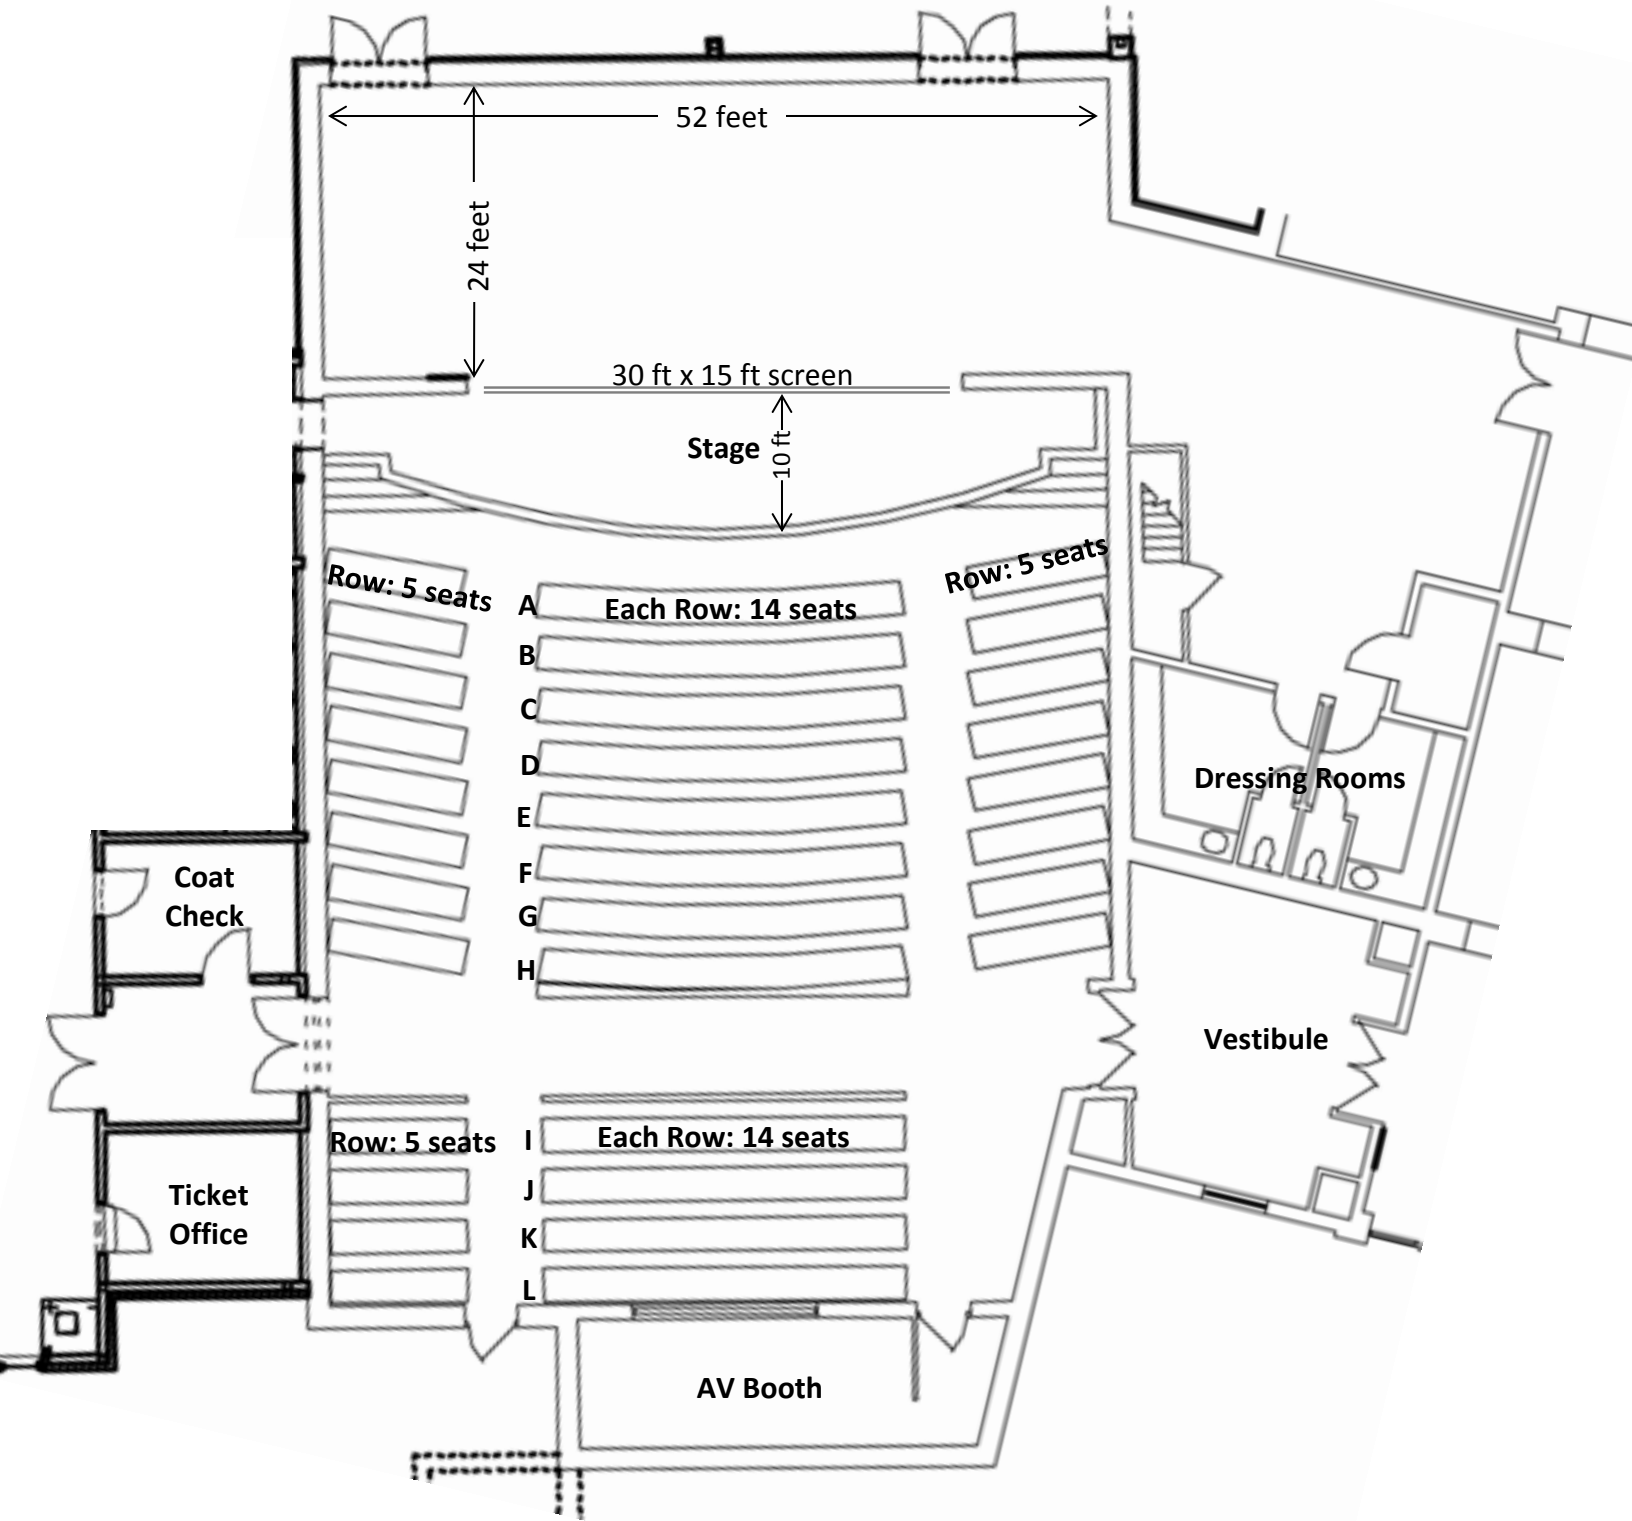 52 feet
24 feet
30 ft x 15 ft screen
Stage
10 ft
Row: 5 seats
Row: 5 seats
A
Each Row: 14 seats
B
C
D
E
F
G
H
Dressing Rooms
Coat
Check
Vestibule
Row: 5 seats
I
Each Row: 14 seats
J
K
L
Ticket
Office
AV Booth